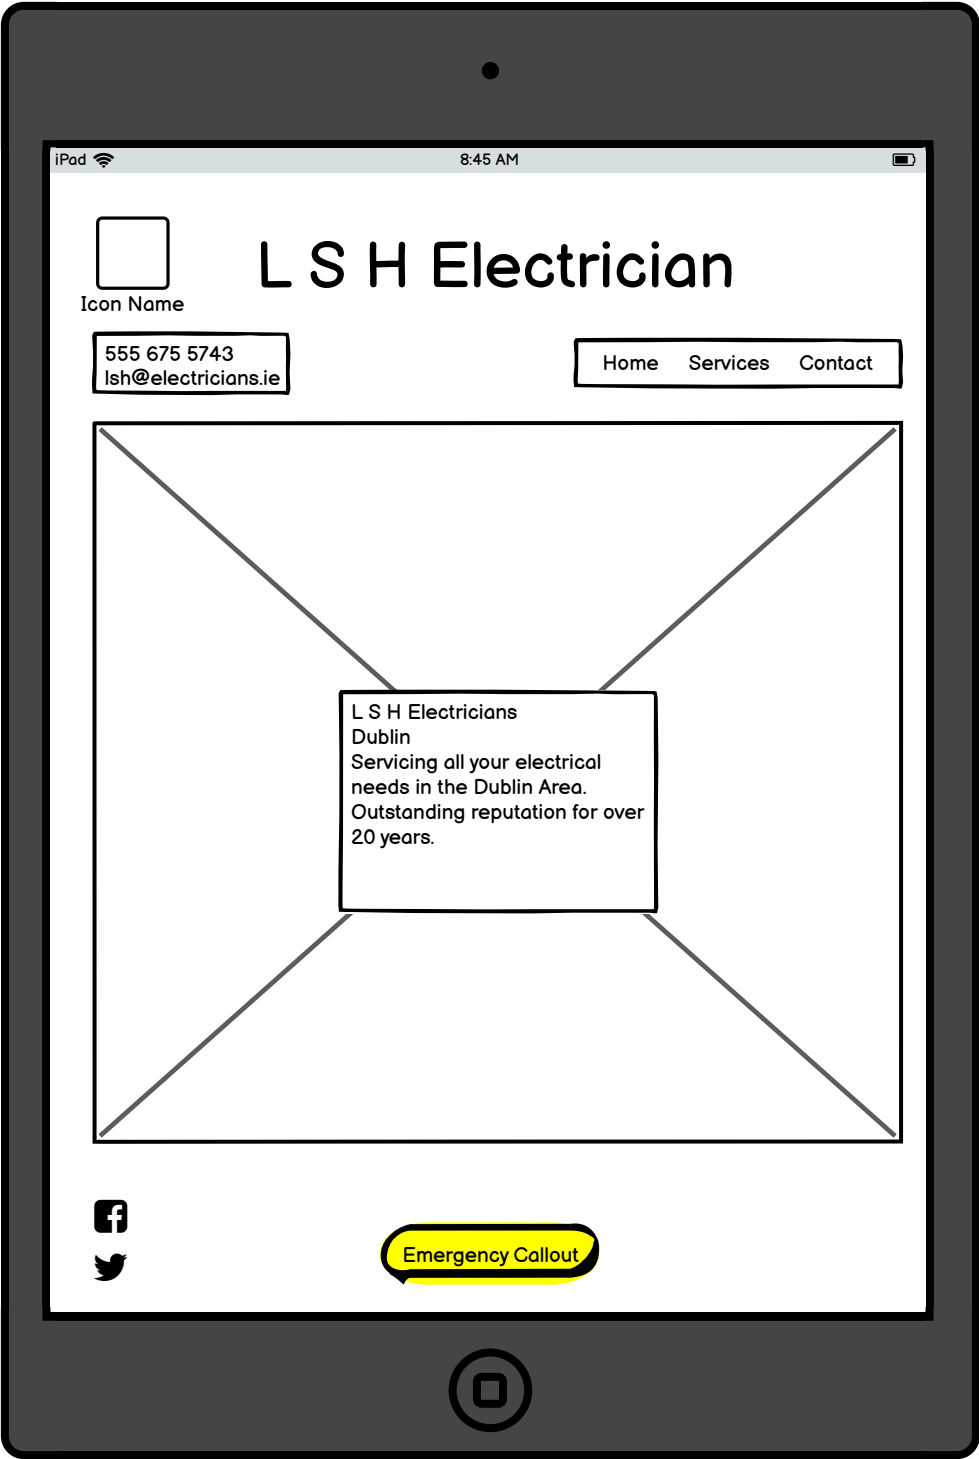 iPad 8:45 AM
L S H Electrician
Icon Name
555 675 5743
lsh@electricians.ie
Home Services Contact
L S H Electricians
Dublin
Servicing all your electrical
needs in the Dublin Area.
Outstanding reputation for over
20 years.
Emergency Callout